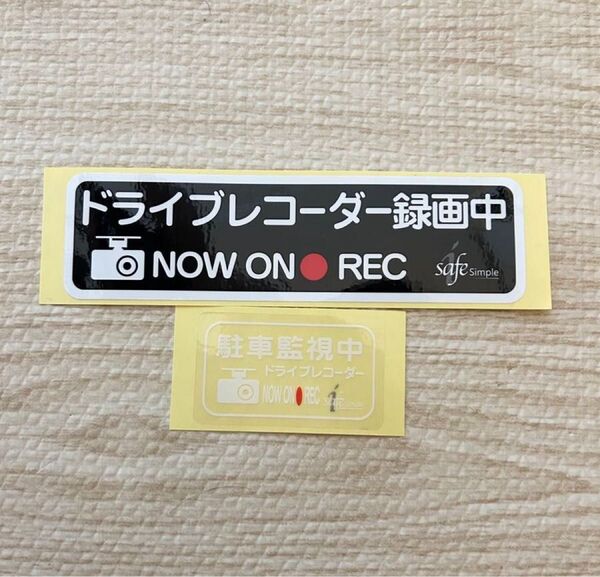 ドライブレコーダー録画中
NOW ON REC
safe Simple
駐車監視中
ドライブレコーダー
NOW ON REC
safe